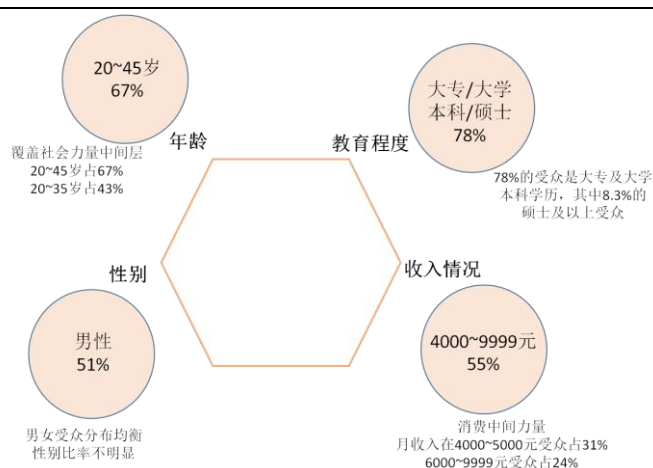 20~45岁
67%
年龄
覆盖社会力量中间层
20~45岁占67%
20~35岁占43%
大专/大学
本科/硕士
78%
教育程度
78%的受众是大专及大学
本科学历，其中8.3%的
硕士及以上受众
性别
男性
51%
男女受众分布均衡
性别比率不明显
收入情况
4000~9999元
55%
消费中间力量
月收入在4000~5000元受众占31%
6000~9999元受众占24%